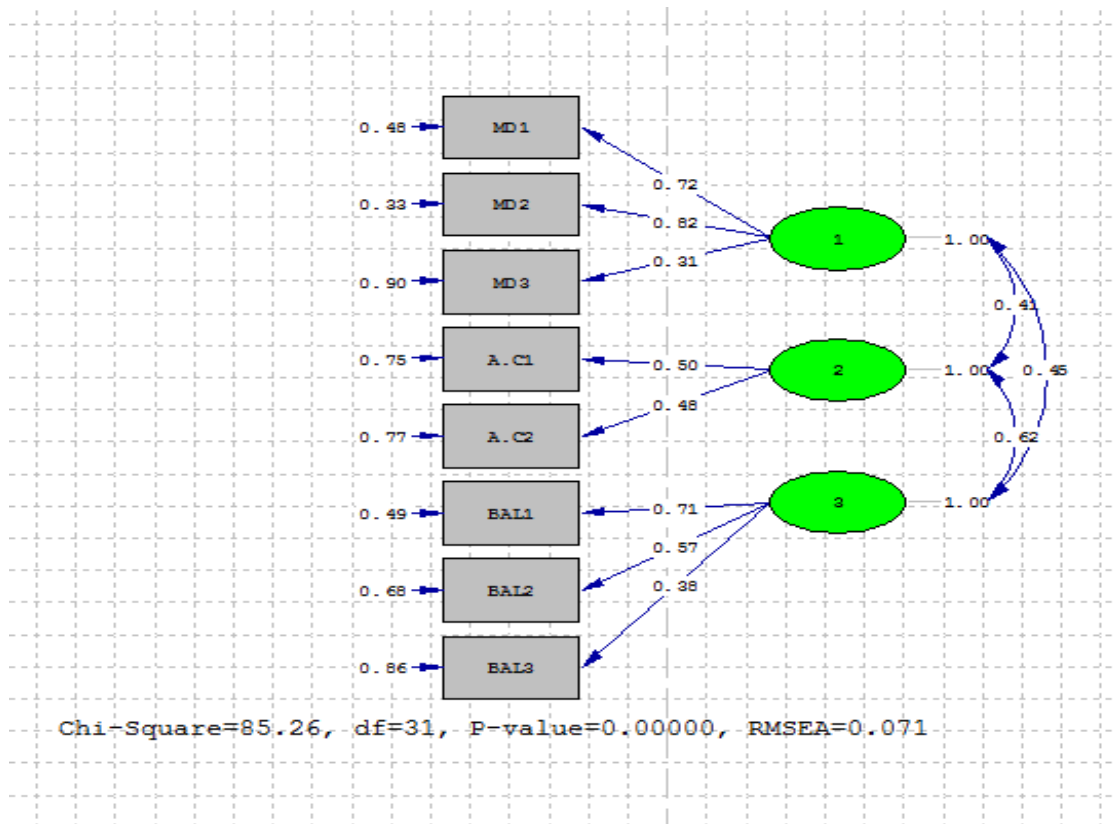 0.48 MD1
0.72
0.33 MD2
0.82
1 1.00
0.31
0.90 MD3
0.41
0.75 A.C1
0.50
2 1.00 0.45
0.48
0.77 A.C2
0.62
3 1.00
0.71
0.49 BAL1
0.57
0.68 BAL2
0.38
0.86 BAL3
Chi-Square=85.26, df=31, P-value=0.00000, RMSEA=0.071